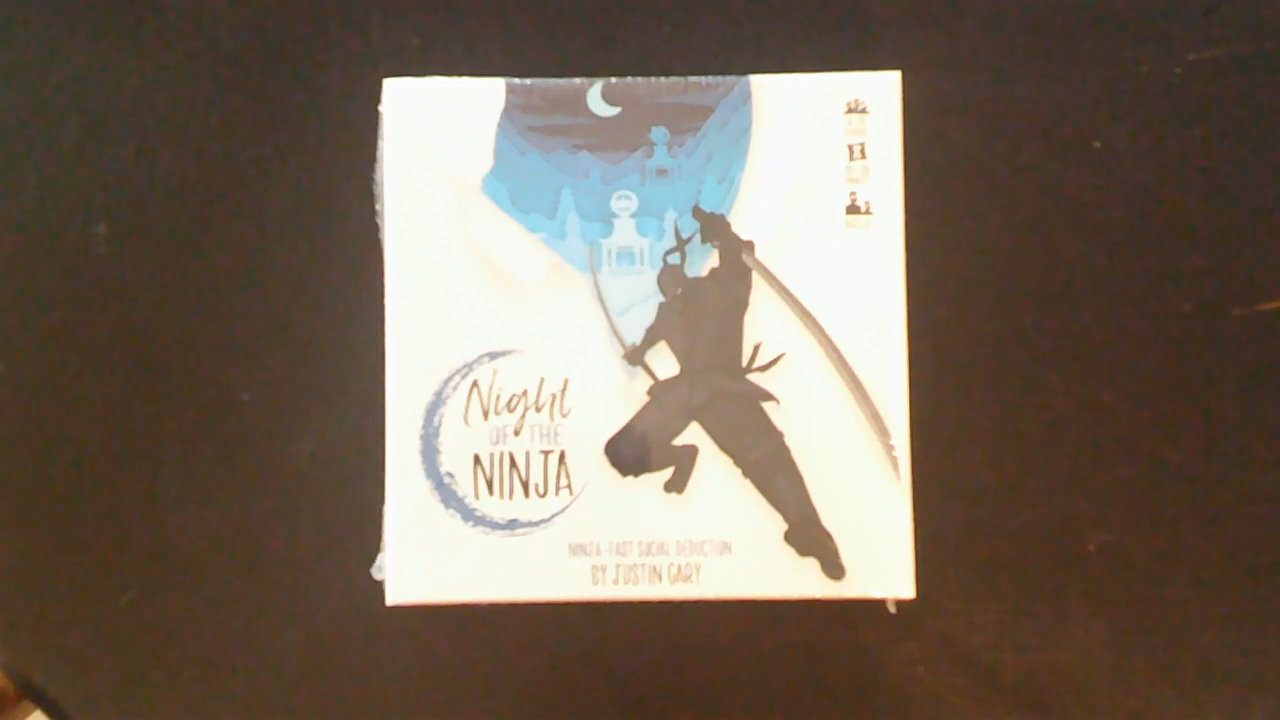 Night
OF THE
NINJA
NINJA-FAST SOCIAL DEDUCTION
BY JUSTIN GARY